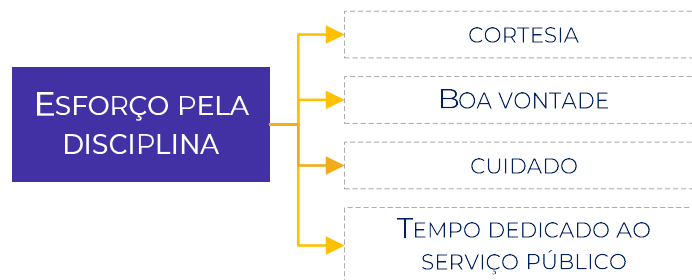 ESFORÇO PELA
DISCIPLINA
CORTESIA
BOA VONTADE
CUIDADO
TEMPO DEDICADO AO
SERVIÇO PÚBLICO